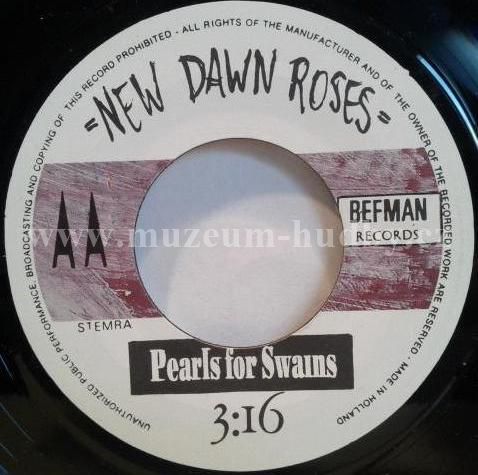 UNAUTHORIZED PUBLIC PERFORMANCE, BROADCASTING AND COPYING OF THIS RECORD PROHIBITED - ALL RIGHTS OF THE MANUFACTURER AND OF THE OWNER OF THE RECORDED WORK ARE RESERVED. MADE IN HOLLAND
=NEW DAWN ROSES=
AA
BEFMAN
RECORDS
www.muzeum-hudby.cz
STEMRA
Pearls for Swains
3:16